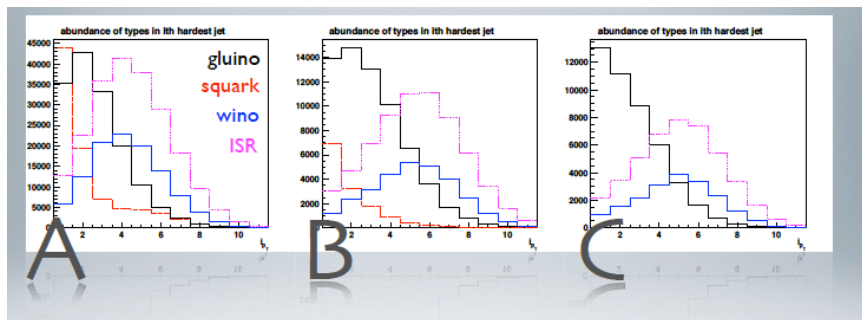 abundance of types in ith hardest jet
45000
40000
35000
30000
25000
20000
15000
10000
5000
0
2 4 6 8 10
gluino
squark
wino
ISR
A
abundance of types in ith hardest jet
14000
12000
10000
8000
6000
4000
2000
0
2 4 6 8 10
B
abundance of types in ith hardest jet
12000
10000
8000
6000
4000
2000
0
2 4 6 8 10
C